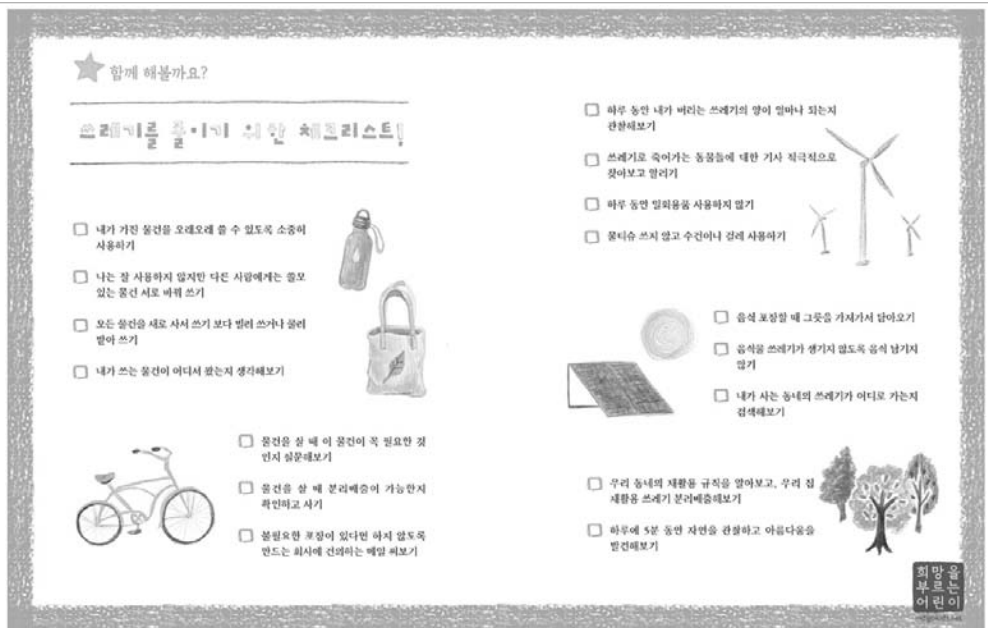 함께 해볼까요?
쓰레기를 줄이기 위한 체크리스트!
내가 가진 물건을 오래오래 쓸 수 있도록 소중히
사용하기
나는 잘 사용하지 않지만 다른 사람에게는 쓸모
있는 물건 서로 바꿔 쓰기
모든 물건을 새로 사서 쓰기 보다 빌려 쓰거나 물려
받아 쓰기
내가 쓰는 물건이 어디서 왔는지 생각해보기
물건을 살 때 이 물건이 꼭 필요한 것
인지 질문해보기
물건을 살 때 분리배출이 가능한지
확인하고 사기
불필요한 포장이 있다면 하지 않도록
만드는 회사에 건의하는 메일 써보기
하루 동안 내가 버리는 쓰레기의 양이 얼마나 되는지
관찰해보기
쓰레기로 죽어가는 동물들에 대한 기사 적극적으로
찾아보고 알리기
하루 동안 일회용품 사용하지 않기
물티슈 쓰지 않고 수건이나 걸레 사용하기
음식 포장할 때 그릇을 가져가서 담아오기
음식물 쓰레기가 생기지 않도록 음식 남기지
않기
내가 사는 동네의 쓰레기가 어디로 가는지
검색해보기
우리 동네의 재활용 규칙을 알아보고, 우리 집
재활용 쓰레기 분리배출해보기
하루에 5분 동안 자연을 관찰하고 아름다움을
발견해보기
희망을
부르는
어린이